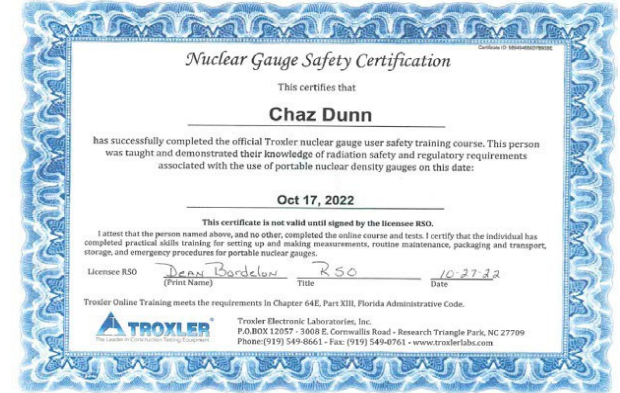 Nuclear Gauge Safety Certification
This certifies that
Chaz Dunn
has successfully completed the official Troxler nuclear gauge user safety training course. This person
was taught and demonstrated their knowledge of radiation safety and regulatory requirements
associated with the use of portable nuclear density gauges on this date:
Oct 17, 2022
This certificate is not valid until signed by the licensee RSO.
I attest that the person named above, and no other, completed the online course and tests. I certify that the individual has
completed practical skills training for setting up and making measurements, routine maintenance, packaging and transport,
storage, and emergency procedures for portable nuclear gauges.
Licensee RSO Dean Bordelon RSO 10-27-22
(Print Name) Title Date
Troxler Online Training meets the requirements in Chapter 64E, Part XIII, Florida Administrative Code.
TROXLER®
The Leader in Construction Testing Equipment
Troxler Electronic Laboratories, Inc.
P.O.BOX 12057 - 3008 E. Cornwallis Road - Research Triangle Park, NC 27709
Phone:(919) 549-8661 - Fax: (919) 549-0761 - www.troxlerlabs.com